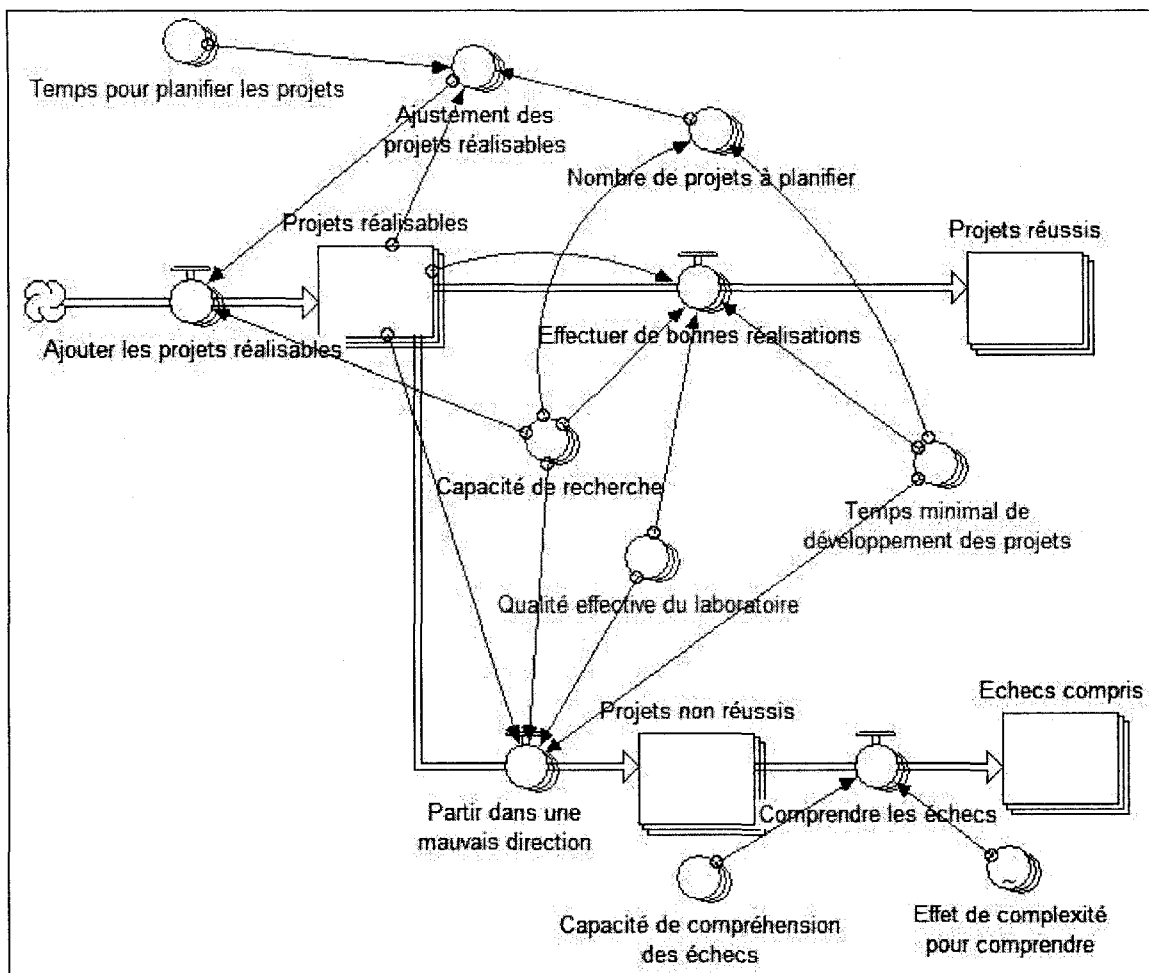 Temps pour planifier les projets
Ajustement des
projets réalisables
Nombre de projets à planifier
Projets réalisables
Projets réussis
Ajouter les projets réalisables
Effectuer de bonnes réalisations
Capacité de recherche
Temps minimal de
développement des projets
Qualité effective du laboratoire
Projets non réussis
Echecs compris
Partir dans une
mauvais direction
Comprendre les échecs
Capacité de compréhension
des échecs
Effet de complexité
pour comprendre
~